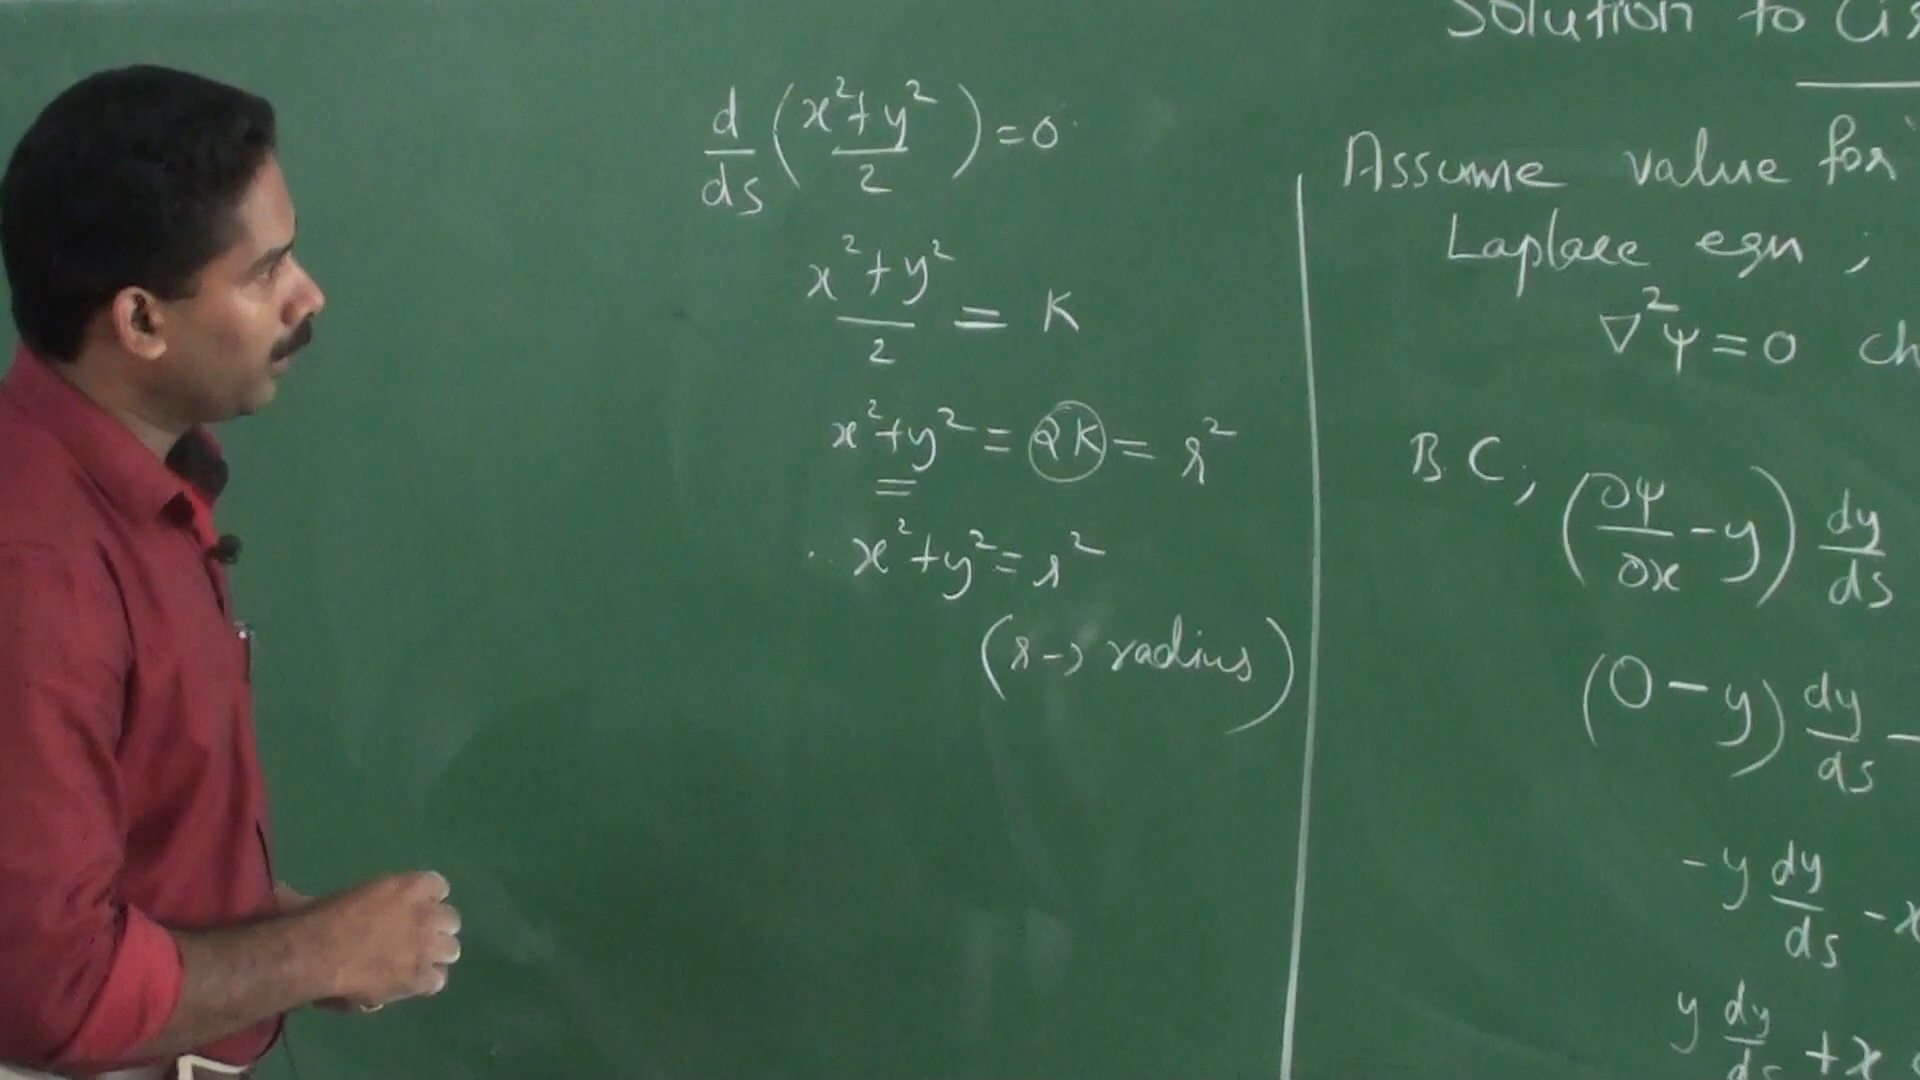 d/ds (x²+y²/2) = 0
x²+y²/2 = K
x²+y² = 2K = r²
x²+y² = r²
(r → radius)
Solution to
Assume value for
Laplace eqn ;
∇²ψ = 0
B.C, (∂ψ/∂x - y) dy/ds
(0 - y) dy/ds -
-y dy/ds - x
y dy/ds + x